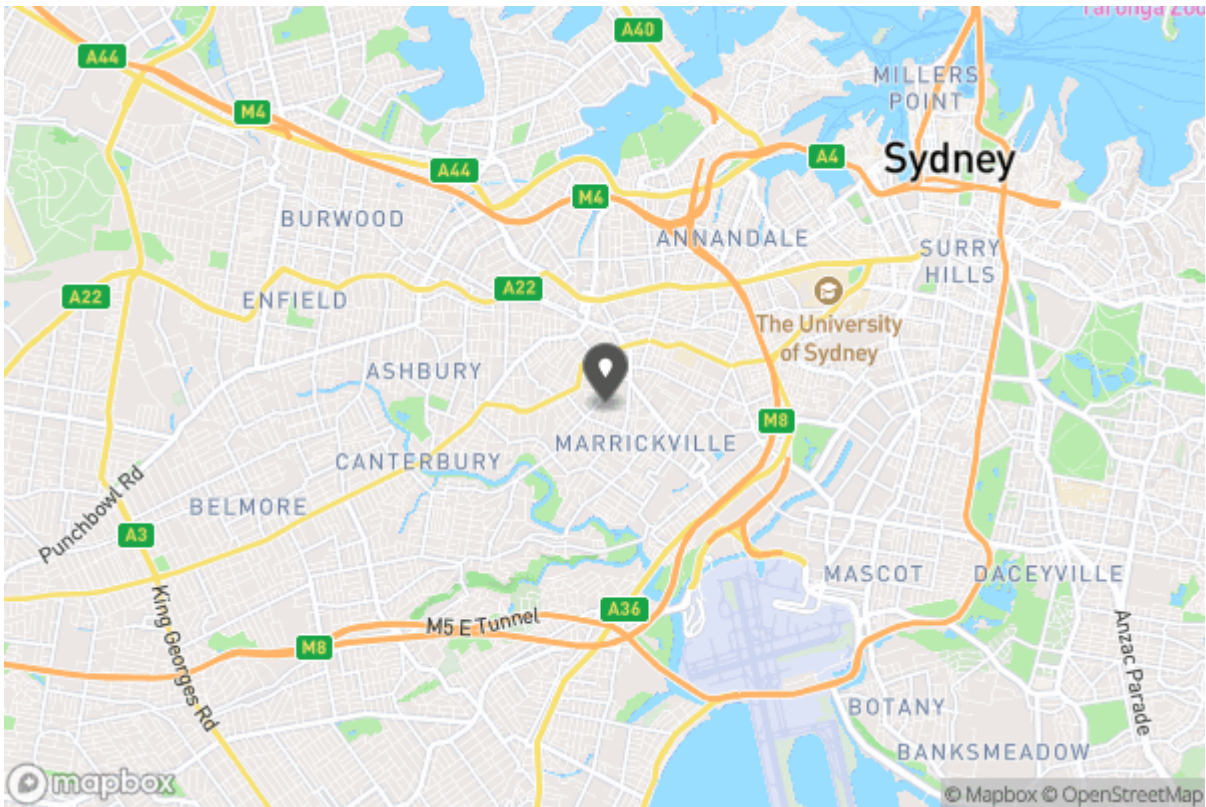 Taronga Zoo
A44
A40
MILLERS
POINT
M4
Sydney
A4
A44
M4
BURWOOD
ANNANDALE
SURRY
HILLS
A22
A22
ENFIELD
The University
of Sydney
ASHBURY
M8
MARRICKVILLE
CANTERBURY
Punchbowl Rd
BELMORE
A3
MASCOT
DACEYVILLE
King Georges Rd
M5 E Tunnel
A36
M8
Anzac Parade
BOTANY
BANKSMEADOW
mapbox
© Mapbox © OpenStreetMap